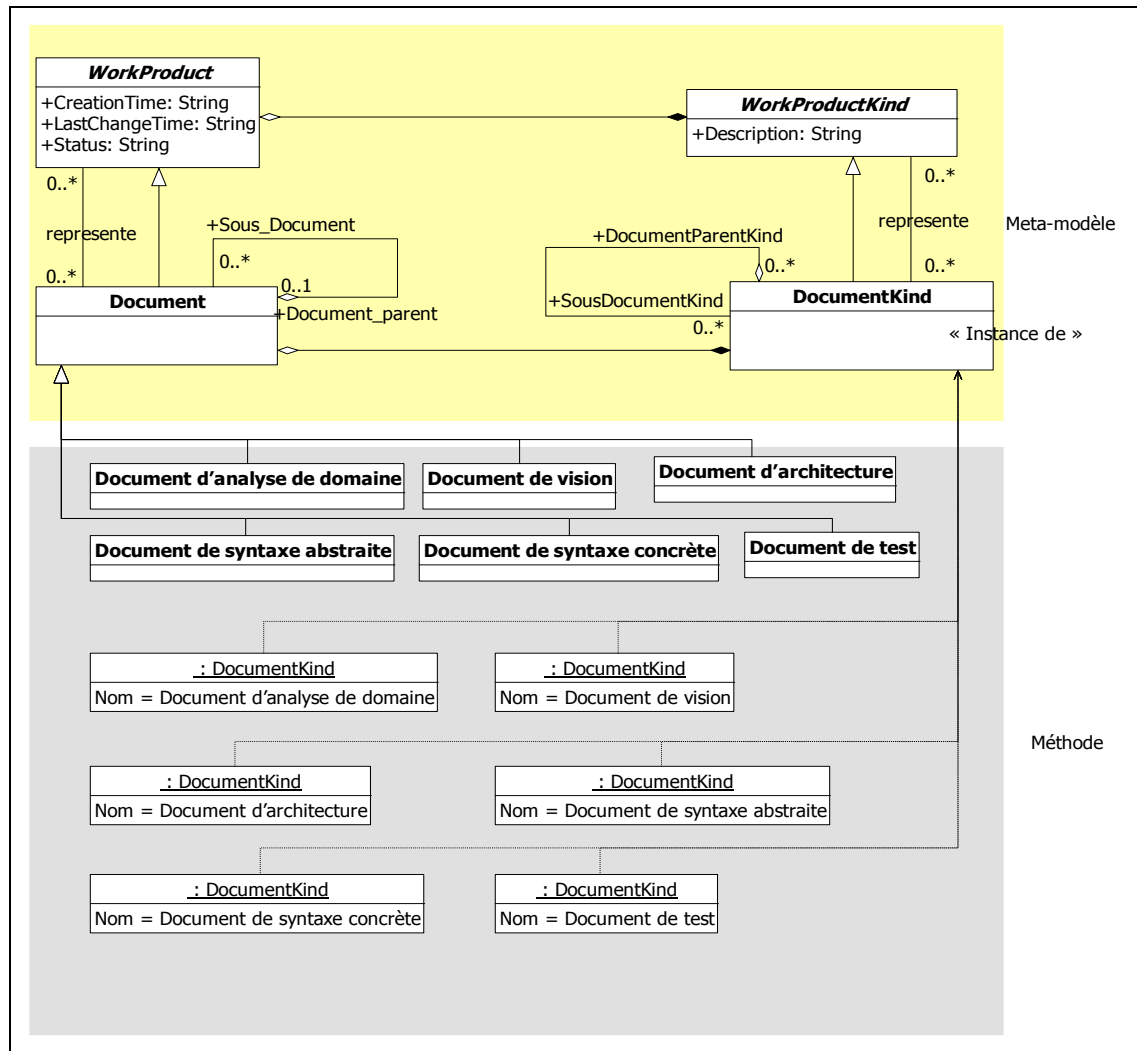 WorkProduct
+CreationTime: String
+LastChangeTime: String
+Status: String
WorkProductKind
+Description: String
0..*
represente
0..*
+Sous_Document
0..*
0..1
+Document_parent
Document
0..*
represente
0..*
+DocumentParentKind
0..*
+SousDocumentKind
0..*
DocumentKind
« Instance de »
Meta-modèle
Document d'analyse de domaine
Document de vision
Document d'architecture
Document de syntaxe abstraite
Document de syntaxe concrète
Document de test
: DocumentKind
Nom = Document d'analyse de domaine
: DocumentKind
Nom = Document de vision
: DocumentKind
Nom = Document d'architecture
: DocumentKind
Nom = Document de syntaxe abstraite
: DocumentKind
Nom = Document de syntaxe concrète
: DocumentKind
Nom = Document de test
Méthode